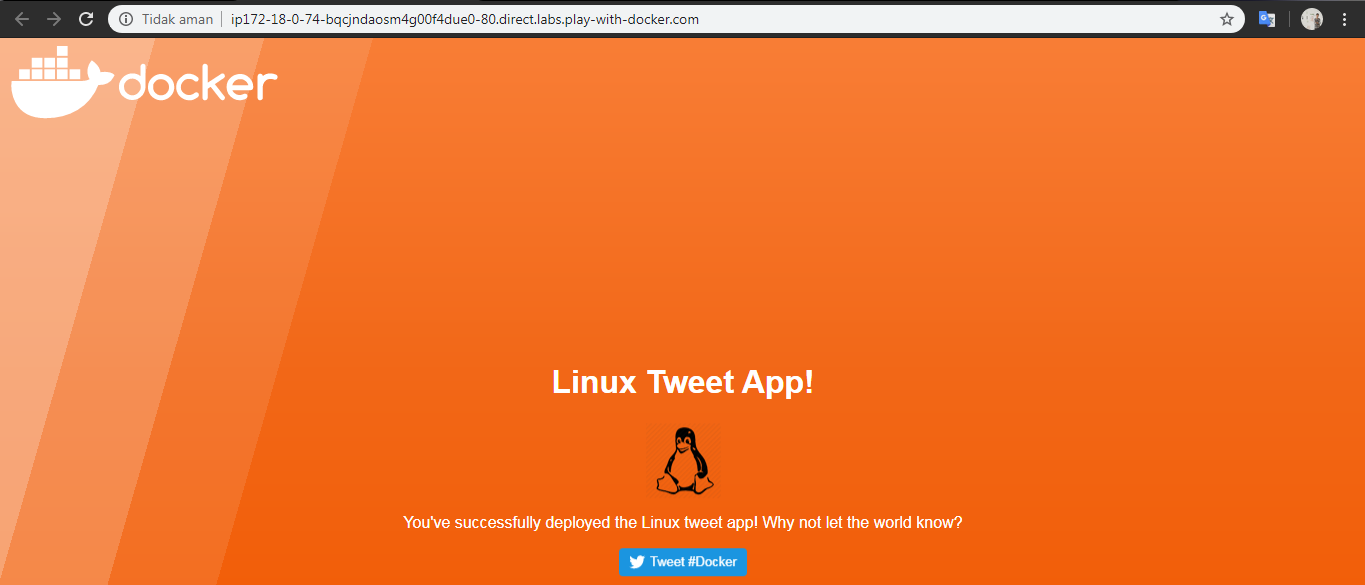 Tidak aman
ip172-18-0-74-bqcjndaosm4g00f4due0-80.direct.labs.play-with-docker.com
docker
Linux Tweet App!
You've successfully deployed the Linux tweet app! Why not let the world know?
Tweet #Docker